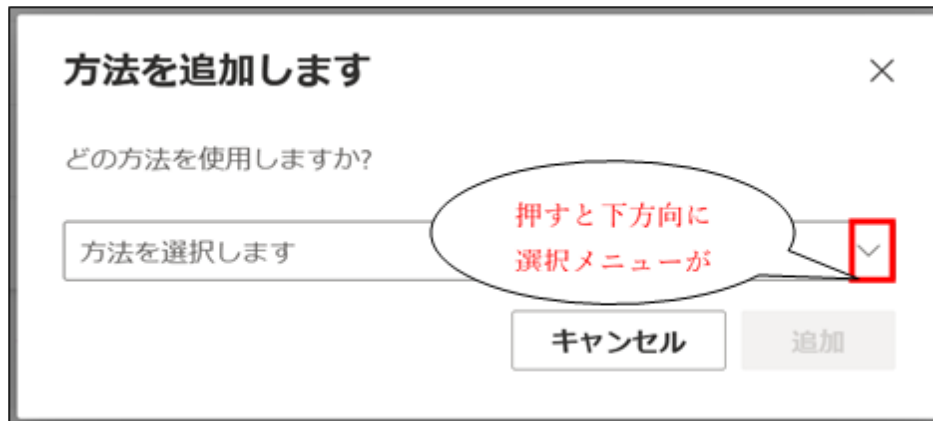 方法を追加します
どの方法を使用しますか?
押すと下方向に
選択メニューが
方法を選択します
キャンセル
追加